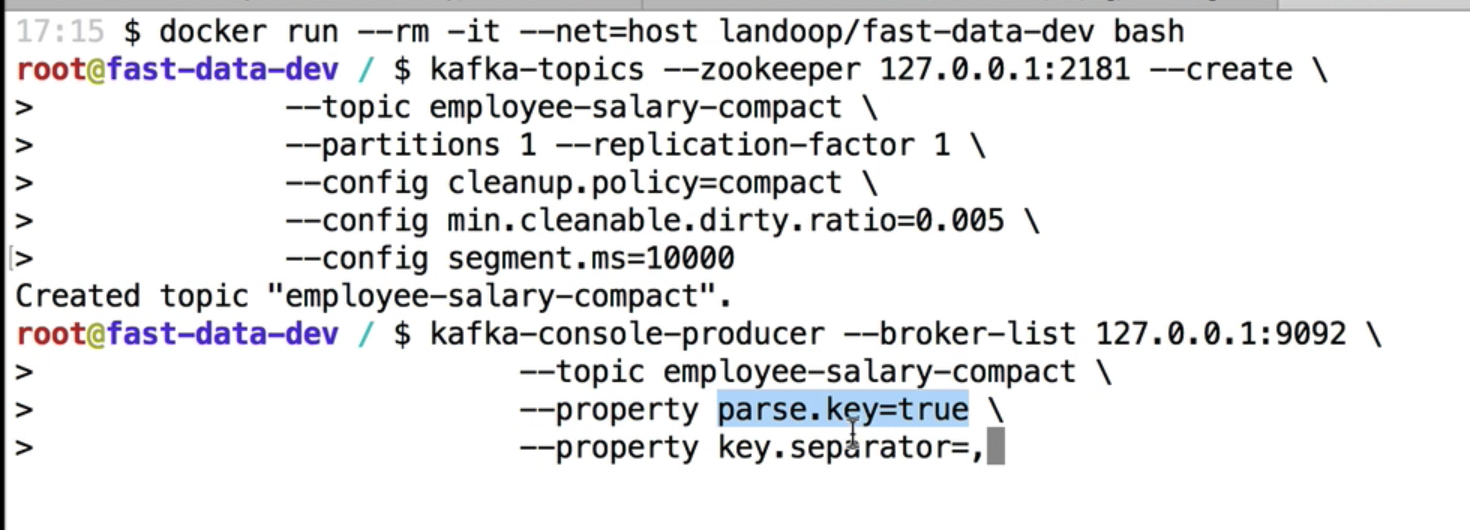 17:15 $ docker run --rm -it --net=host landoop/fast-data-dev bash
root@fast-data-dev / $ kafka-topics --zookeeper 127.0.0.1:2181 --create \
> --topic employee-salary-compact \
> --partitions 1 --replication-factor 1 \
> --config cleanup.policy=compact \
> --config min.cleanable.dirty.ratio=0.005 \
[> --config segment.ms=10000
Created topic "employee-salary-compact".
root@fast-data-dev / $ kafka-console-producer --broker-list 127.0.0.1:9092 \
> --topic employee-salary-compact \
> --property parse.key=true \
> --property key.separator=,